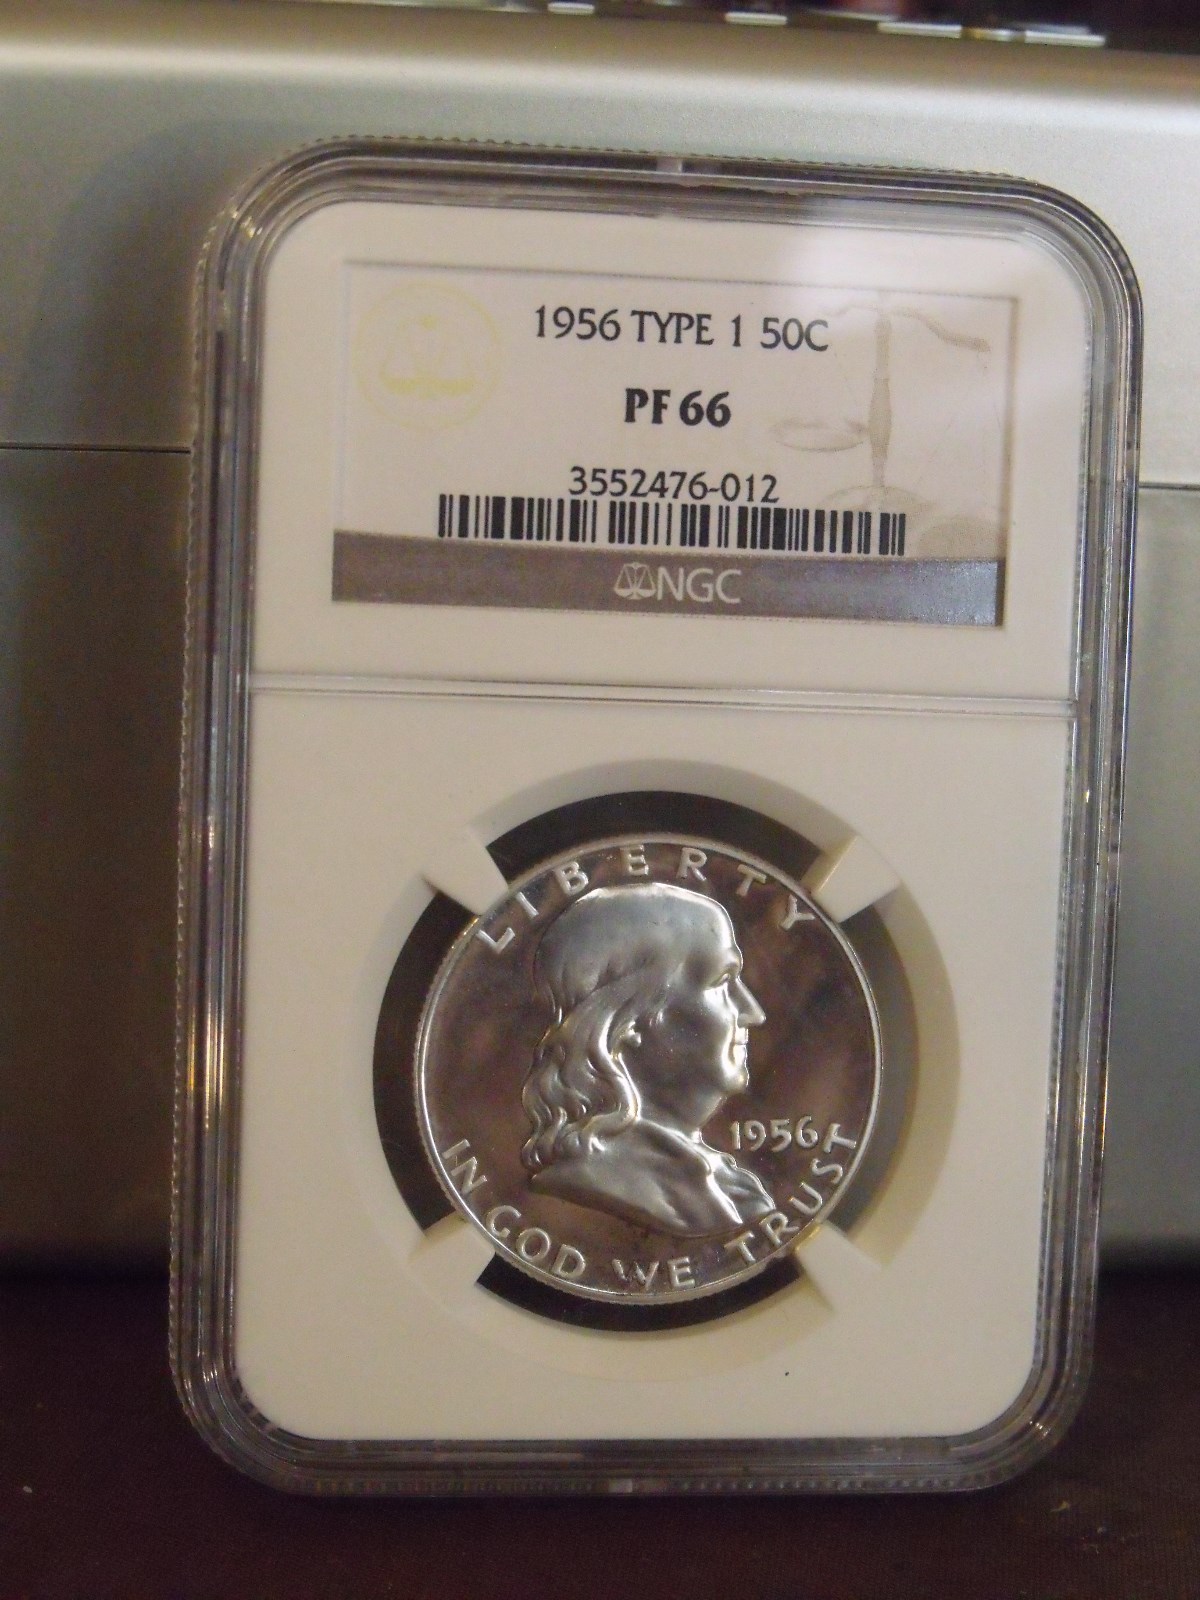 1956 TYPE 1 50C
PF 66
3552476-012
NGC
LIBERTY
1956
IN GOD WE TRUST